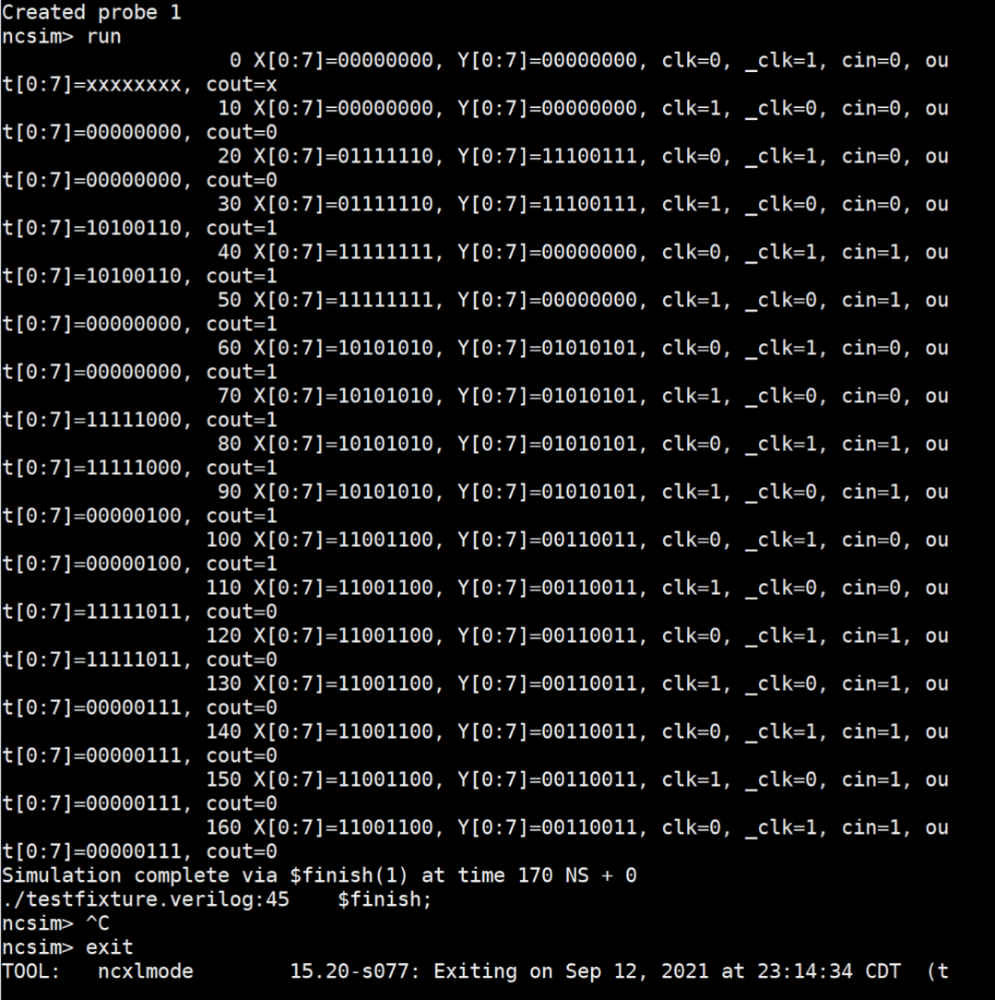 Created probe 1
ncsim> run
0 X[0:7]=00000000, Y[0:7]=00000000, clk=0, _clk=1, cin=0, ou
t[0:7]=xxxxxxxx, cout=x
10 X[0:7]=00000000, Y[0:7]=00000000, clk=1, _clk=0, cin=0, ou
t[0:7]=00000000, cout=0
20 X[0:7]=01111110, Y[0:7]=11100111, clk=0, _clk=1, cin=0, ou
t[0:7]=00000000, cout=0
30 X[0:7]=01111110, Y[0:7]=11100111, clk=1, _clk=0, cin=0, ou
t[0:7]=10100110, cout=1
40 X[0:7]=11111111, Y[0:7]=00000000, clk=0, _clk=1, cin=1, ou
t[0:7]=10100110, cout=1
50 X[0:7]=11111111, Y[0:7]=00000000, clk=1, _clk=0, cin=1, ou
t[0:7]=00000000, cout=1
60 X[0:7]=10101010, Y[0:7]=01010101, clk=0, _clk=1, cin=0, ou
t[0:7]=00000000, cout=1
70 X[0:7]=10101010, Y[0:7]=01010101, clk=1, _clk=0, cin=0, ou
t[0:7]=11111000, cout=1
80 X[0:7]=10101010, Y[0:7]=01010101, clk=0, _clk=1, cin=1, ou
t[0:7]=11111000, cout=1
90 X[0:7]=10101010, Y[0:7]=01010101, clk=1, _clk=0, cin=1, ou
t[0:7]=00000100, cout=1
100 X[0:7]=11001100, Y[0:7]=00110011, clk=0, _clk=1, cin=0, ou
t[0:7]=00000100, cout=1
110 X[0:7]=11001100, Y[0:7]=00110011, clk=1, _clk=0, cin=0, ou
t[0:7]=11111011, cout=0
120 X[0:7]=11001100, Y[0:7]=00110011, clk=0, _clk=1, cin=1, ou
t[0:7]=11111011, cout=0
130 X[0:7]=11001100, Y[0:7]=00110011, clk=1, _clk=0, cin=1, ou
t[0:7]=00000111, cout=0
140 X[0:7]=11001100, Y[0:7]=00110011, clk=0, _clk=1, cin=1, ou
t[0:7]=00000111, cout=0
150 X[0:7]=11001100, Y[0:7]=00110011, clk=1, _clk=0, cin=1, ou
t[0:7]=00000111, cout=0
160 X[0:7]=11001100, Y[0:7]=00110011, clk=0, _clk=1, cin=1, ou
t[0:7]=00000111, cout=0
Simulation complete via $finish(1) at time 170 NS + 0
./testfixture.verilog:45    $finish;
ncsim> ^C
ncsim> exit
TOOL:   ncxlmode        15.20-s077: Exiting on Sep 12, 2021 at 23:14:34 CDT  (t